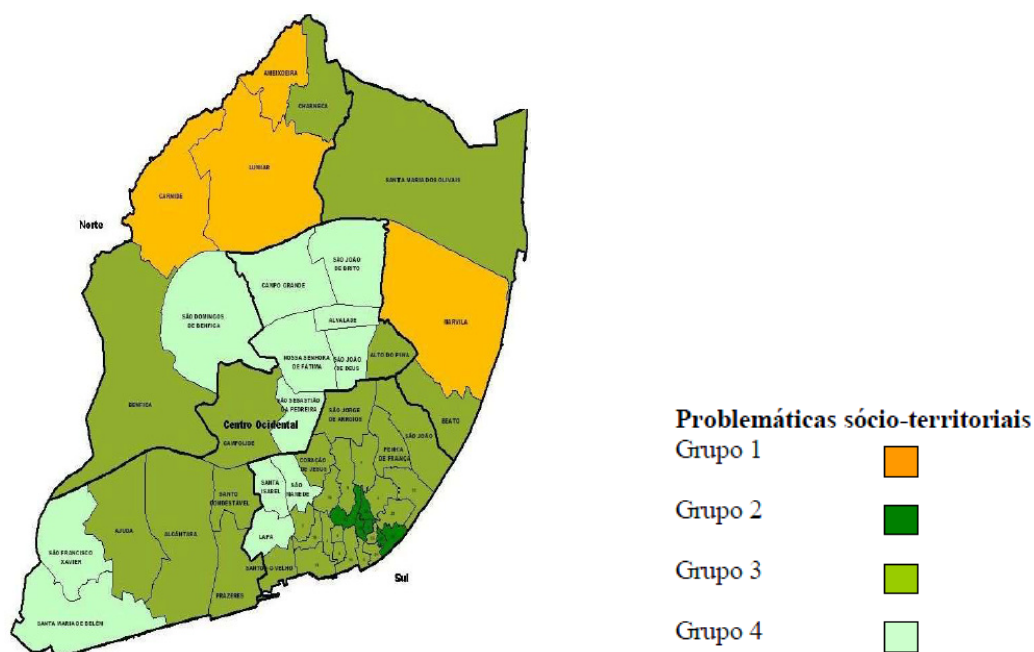 AMEIXOEIRA
CHARNECA
LUMIAR
SANTA MARIA DOS OLIVAIS
CARNIDE
Norte
SÃO JOÃO
DE BRITO
CAMPO GRANDE
SÃO DOMINGOS
DE BENFICA
ALVALADE
MARVILA
NOSSA SENHORA
DE FÁTIMA
SÃO JOÃO
DE DEUS
ALTO DO PINA
BENFICA
SÃO SEBASTIÃO
DA PEDREIRA
SÃO JORGE
DE ARROIOS
BEATO
Centro Ocidental
SÃO JOÃO
CAMPOLIDE
PENHA
DE FRANÇA
CORAÇÃO
DE JESUS
SANTA
ISABEL
SÃO
MAMEDE
SANTO
CONDESTÁVEL
AJUDA
ALCÂNTARA
LAPA
SÃO FRANCISCO
XAVIER
SANTOS-O-VELHO
Sul
PRAZERES
SANTA MARIA DE BELÉM
Problemáticas sócio-territoriais
Grupo 1
Grupo 2
Grupo 3
Grupo 4